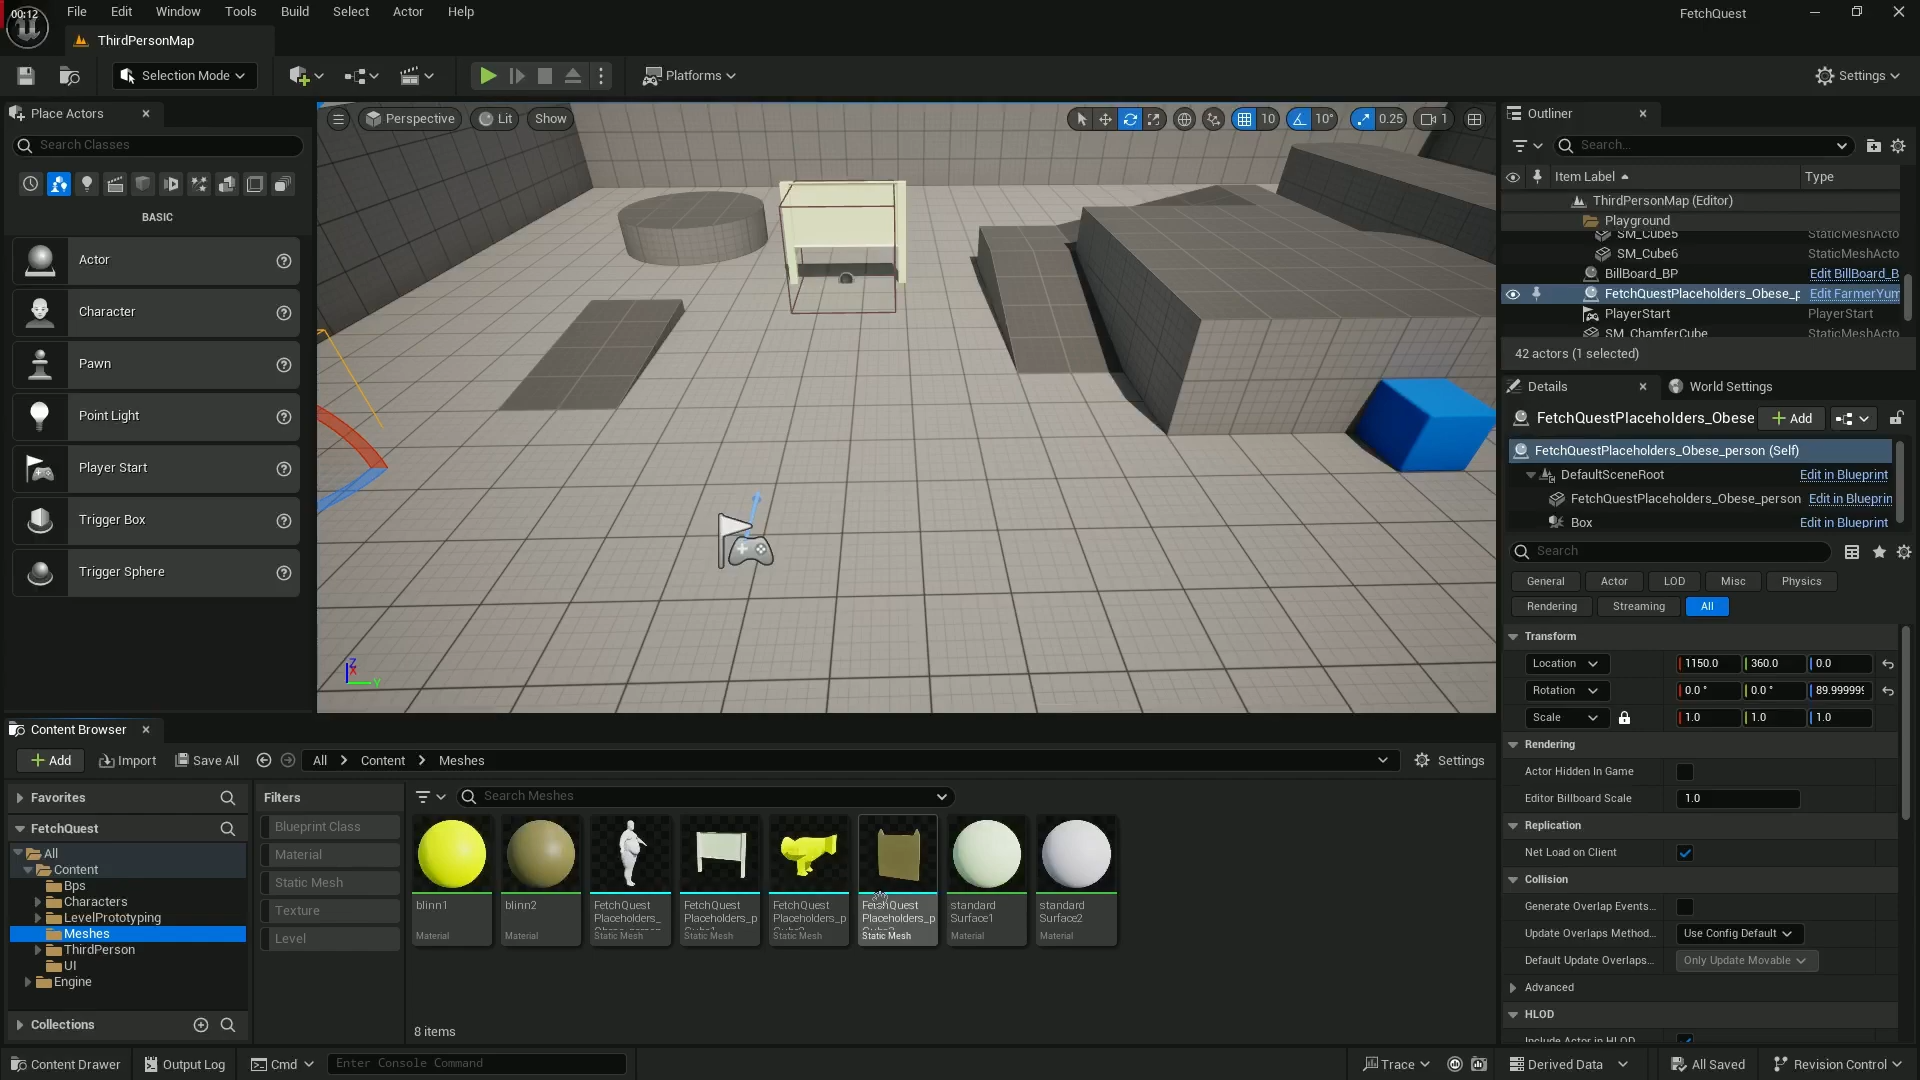 00:12
File Edit Window Tools Build Select Actor Help
FetchQuest
ThirdPersonMap
Selection Mode
Platforms
Settings
Place Actors
Search Classes
BASIC
Actor
Character
Pawn
Point Light
Player Start
Trigger Box
Trigger Sphere
Perspective
Lit
Show
10
10°
0.25
1
Z
Y
Outliner
Search...
Item Label
Type
ThirdPersonMap (Editor)
Playground
SM_Cube5 StaticMeshActo
SM_Cube6 StaticMeshActo
BillBoard_BP Edit BillBoard_B
FetchQuestPlaceholders_Obese_p Edit FarmerYum
PlayerStart PlayerStart
SM_ChamferCube StaticMeshActo
42 actors (1 selected)
Details
World Settings
FetchQuestPlaceholders_Obese
Add
FetchQuestPlaceholders_Obese_person (Self)
DefaultSceneRoot Edit in Blueprint
FetchQuestPlaceholders_Obese_person Edit in Blueprin
Box Edit in Blueprint
Search
General Actor LOD Misc Physics
Rendering Streaming All
Transform
Location 1150.0 360.0 0.0
Rotation 0.0 ° 0.0 ° 89.999999
Scale 1.0 1.0 1.0
Rendering
Actor Hidden In Game
Editor Billboard Scale 1.0
Replication
Net Load on Client
Collision
Generate Overlap Events...
Update Overlaps Method... Use Config Default
Default Update Overlaps... Only Update Movable
Advanced
HLOD
Include Actor in HLOD
Content Browser
Add Import Save All All Content Meshes Settings
Favorites
FetchQuest
All
Content
Bps
Characters
LevelPrototyping
Meshes
ThirdPerson
UI
Engine
Collections
Filters
Blueprint Class
Material
Static Mesh
Texture
Level
Search Meshes
blinn1
Material
blinn2
Material
FetchQuest
Placeholders_
Static Mesh
FetchQuest
Placeholders_p
Static Mesh
FetchQuest
Placeholders_p
Static Mesh
FetchQuest
Placeholders_p
Static Mesh
standard
Surface1
Material
standard
Surface2
Material
8 items
Content Drawer Output Log Cmd Enter Console Command Trace Derived Data All Saved Revision Control